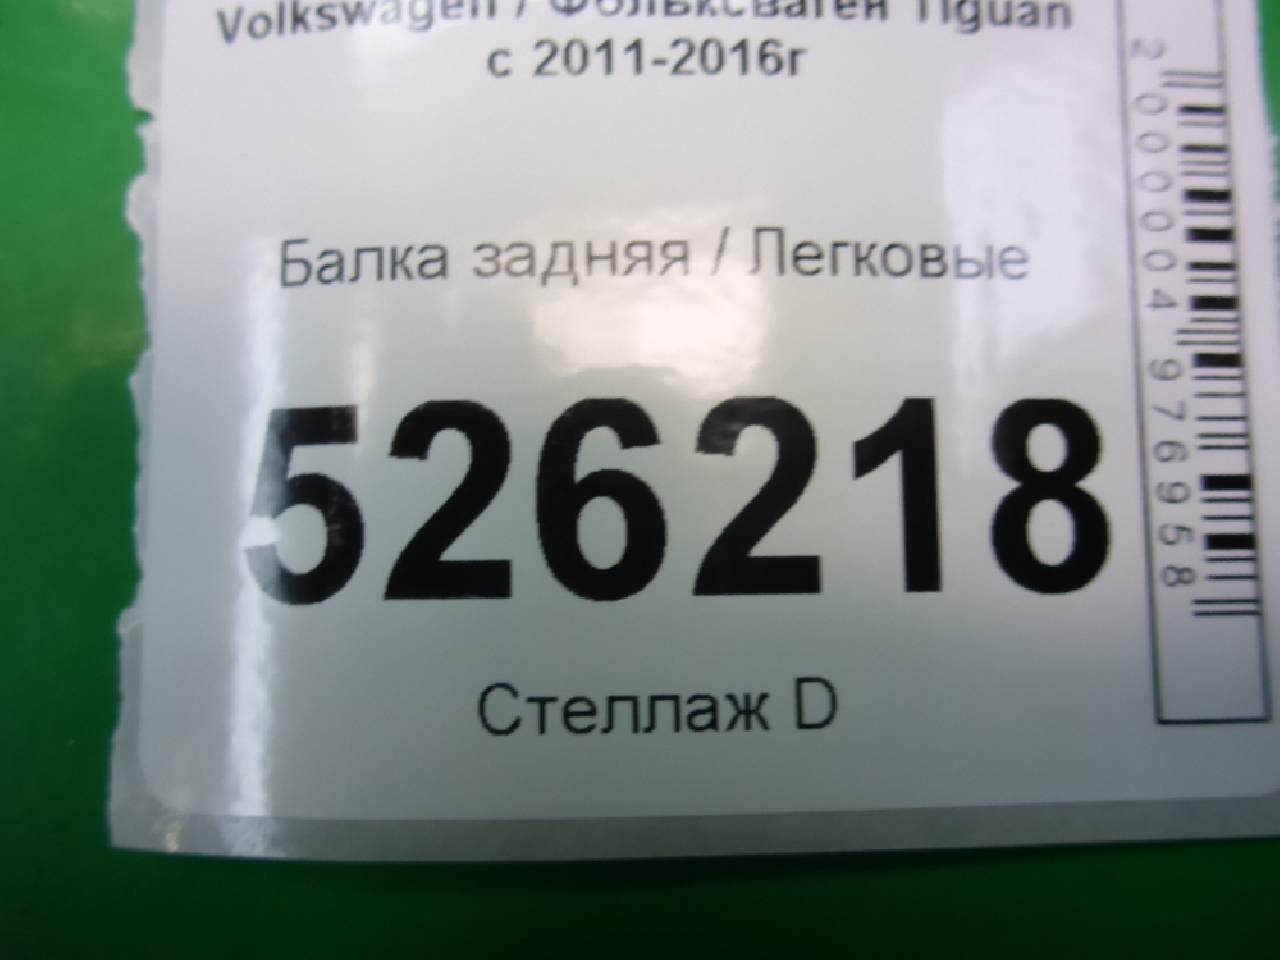 Volkswagen / Фольксваген Tiguan
с 2011-2016г
Балка задняя / Легковые
526218
Стеллаж D
2000004976958